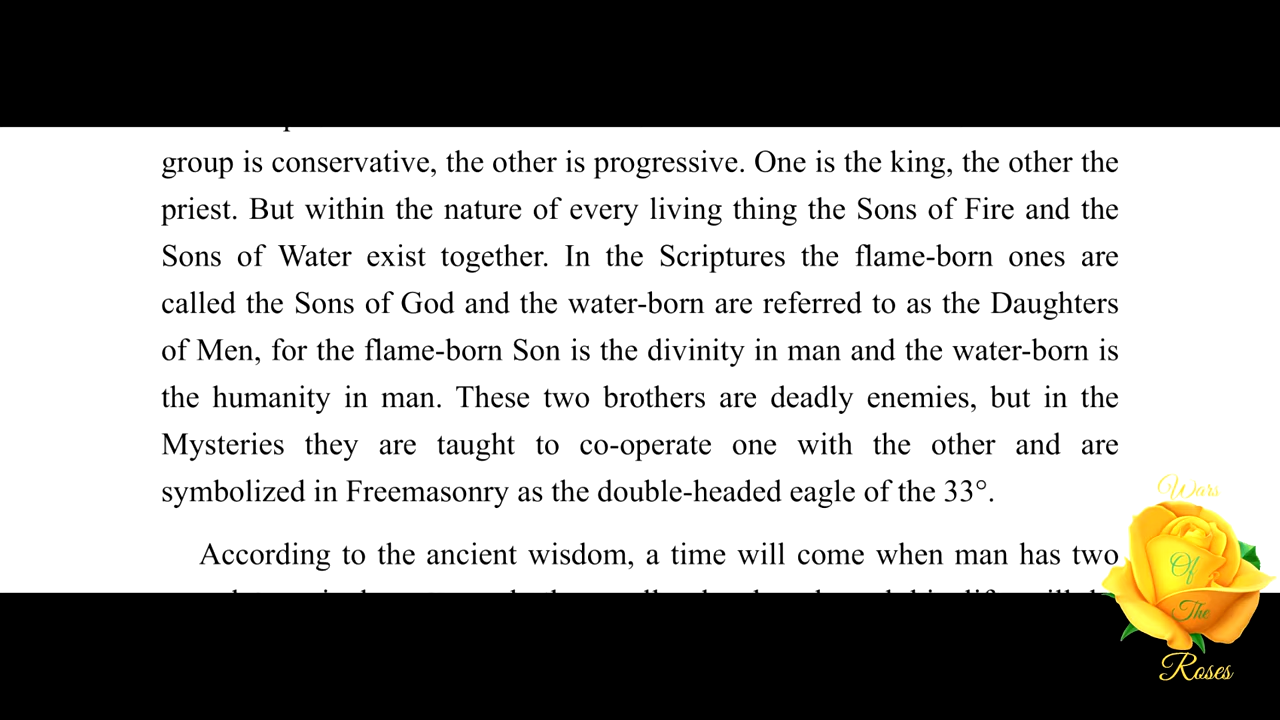 group is conservative, the other is progressive. One is the king, the other the
priest. But within the nature of every living thing the Sons of Fire and the
Sons of Water exist together. In the Scriptures the flame-born ones are
called the Sons of God and the water-born are referred to as the Daughters
of Men, for the flame-born Son is the divinity in man and the water-born is
the humanity in man. These two brothers are deadly enemies, but in the
Mysteries they are taught to co-operate one with the other and are
symbolized in Freemasonry as the double-headed eagle of the 33°.
According to the ancient wisdom, a time will come when man has two
Wars
Of
The
Roses